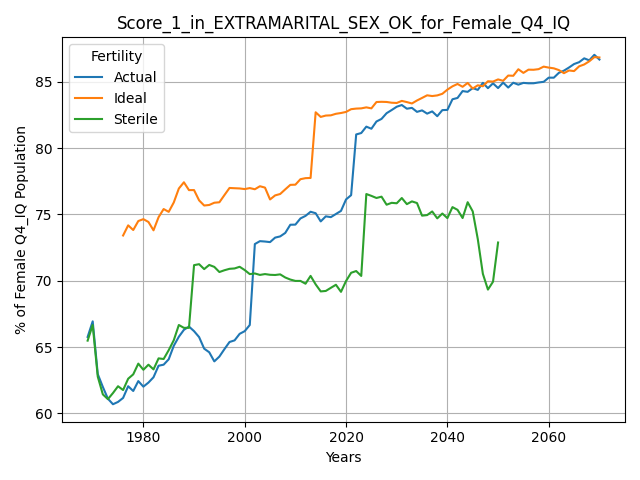 Score_1_in_EXTRAMARITAL_SEX_OK_for_Female_Q4_IQ
Fertility
Actual
Ideal
Sterile
% of Female Q4_IQ Population
85
80
75
70
65
60
1980
2000
2020
2040
2060
Years